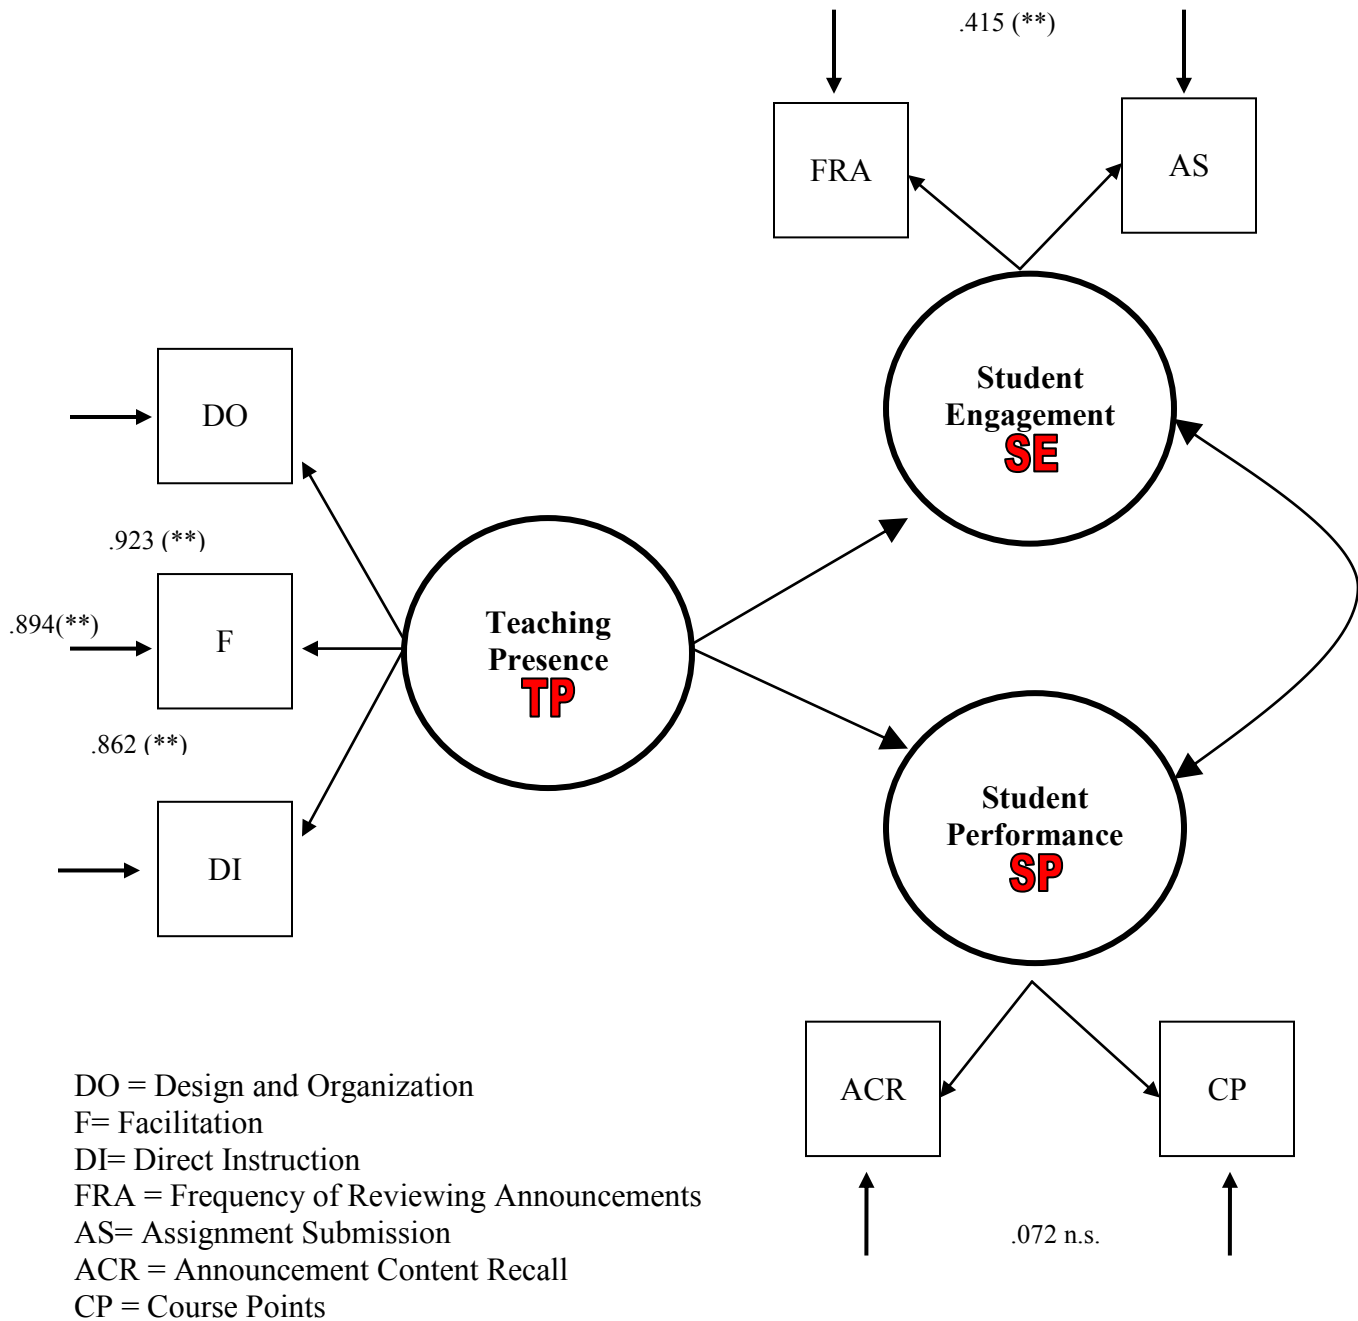 .415 (**)
FRA
AS
Student
Engagement
SE
DO
.923 (**)
.894(**)
F
Teaching
Presence
TP
.862 (**)
DI
Student
Performance
SP
ACR
CP
.072 n.s.
DO = Design and Organization
F= Facilitation
DI= Direct Instruction
FRA = Frequency of Reviewing Announcements
AS= Assignment Submission
ACR = Announcement Content Recall
CP = Course Points